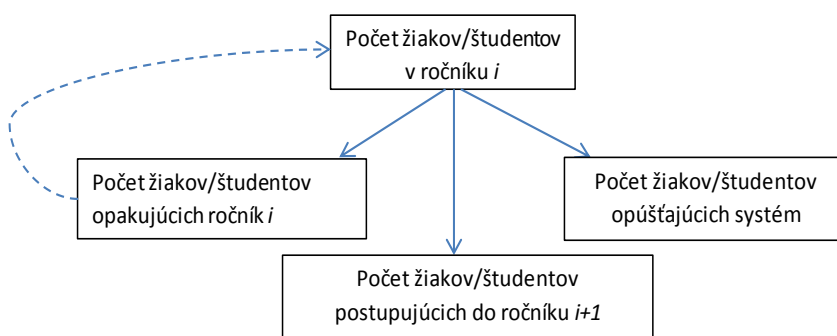 Počet žiakov/študentov
v ročníku i
Počet žiakov/študentov
opakujúcich ročník i
Počet žiakov/študentov
opúšťajúcich systém
Počet žiakov/študentov
postupujúcich do ročníku i+1